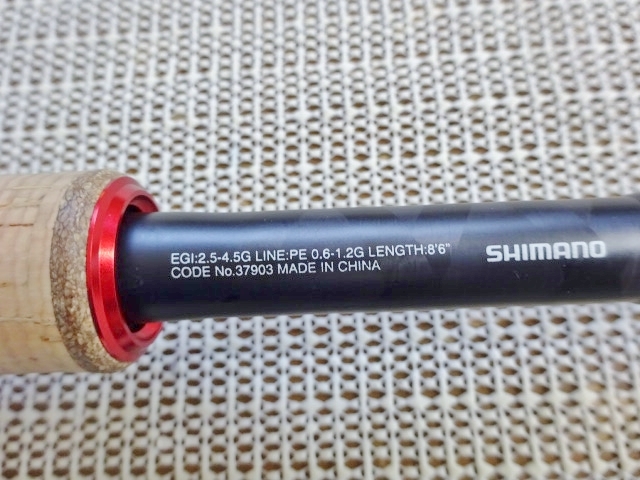 EGI:2.5-4.5G LINE:PE 0.6-1.2G LENGTH:8'6"
CODE No.37903 MADE IN CHINA
SHIMANO